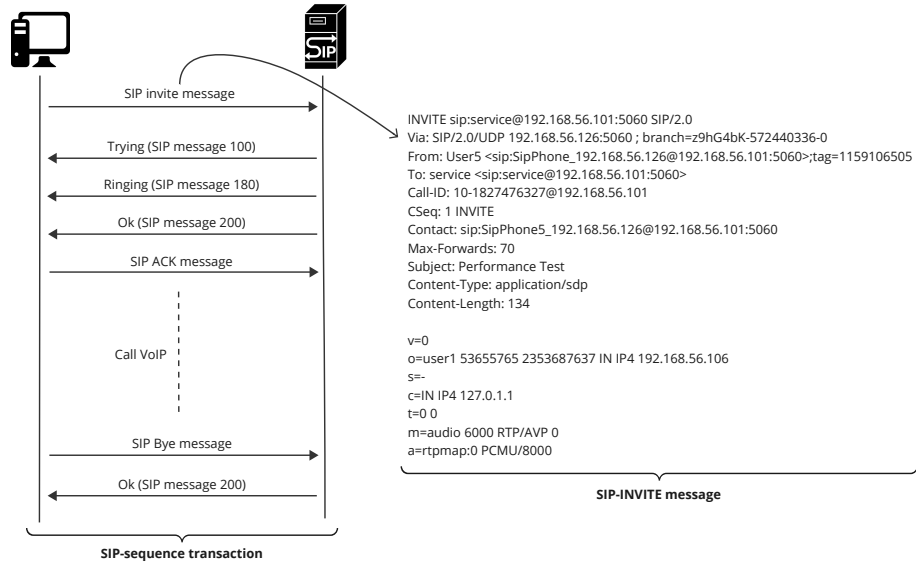 SIP
SIP invite message
Trying (SIP message 100)
Ringing (SIP message 180)
Ok (SIP message 200)
SIP ACK message
Call VoIP
SIP Bye message
Ok (SIP message 200)
SIP-sequence transaction
INVITE sip:service@192.168.56.101:5060 SIP/2.0
Via: SIP/2.0/UDP 192.168.56.126:5060 ; branch=z9hG4bK-572440336-0
From: User5 <sip:SipPhone_192.168.56.126@192.168.56.101:5060>;tag=1159106505
To: service <sip:service@192.168.56.101:5060>
Call-ID: 10-1827476327@192.168.56.101
CSeq: 1 INVITE
Contact: sip:SipPhone5_192.168.56.126@192.168.56.101:5060
Max-Forwards: 70
Subject: Performance Test
Content-Type: application/sdp
Content-Length: 134
v=0
o=user1 53655765 2353687637 IN IP4 192.168.56.106
s=-
c=IN IP4 127.0.1.1
t=0 0
m=audio 6000 RTP/AVP 0
a=rtpmap:0 PCMU/8000
SIP-INVITE message